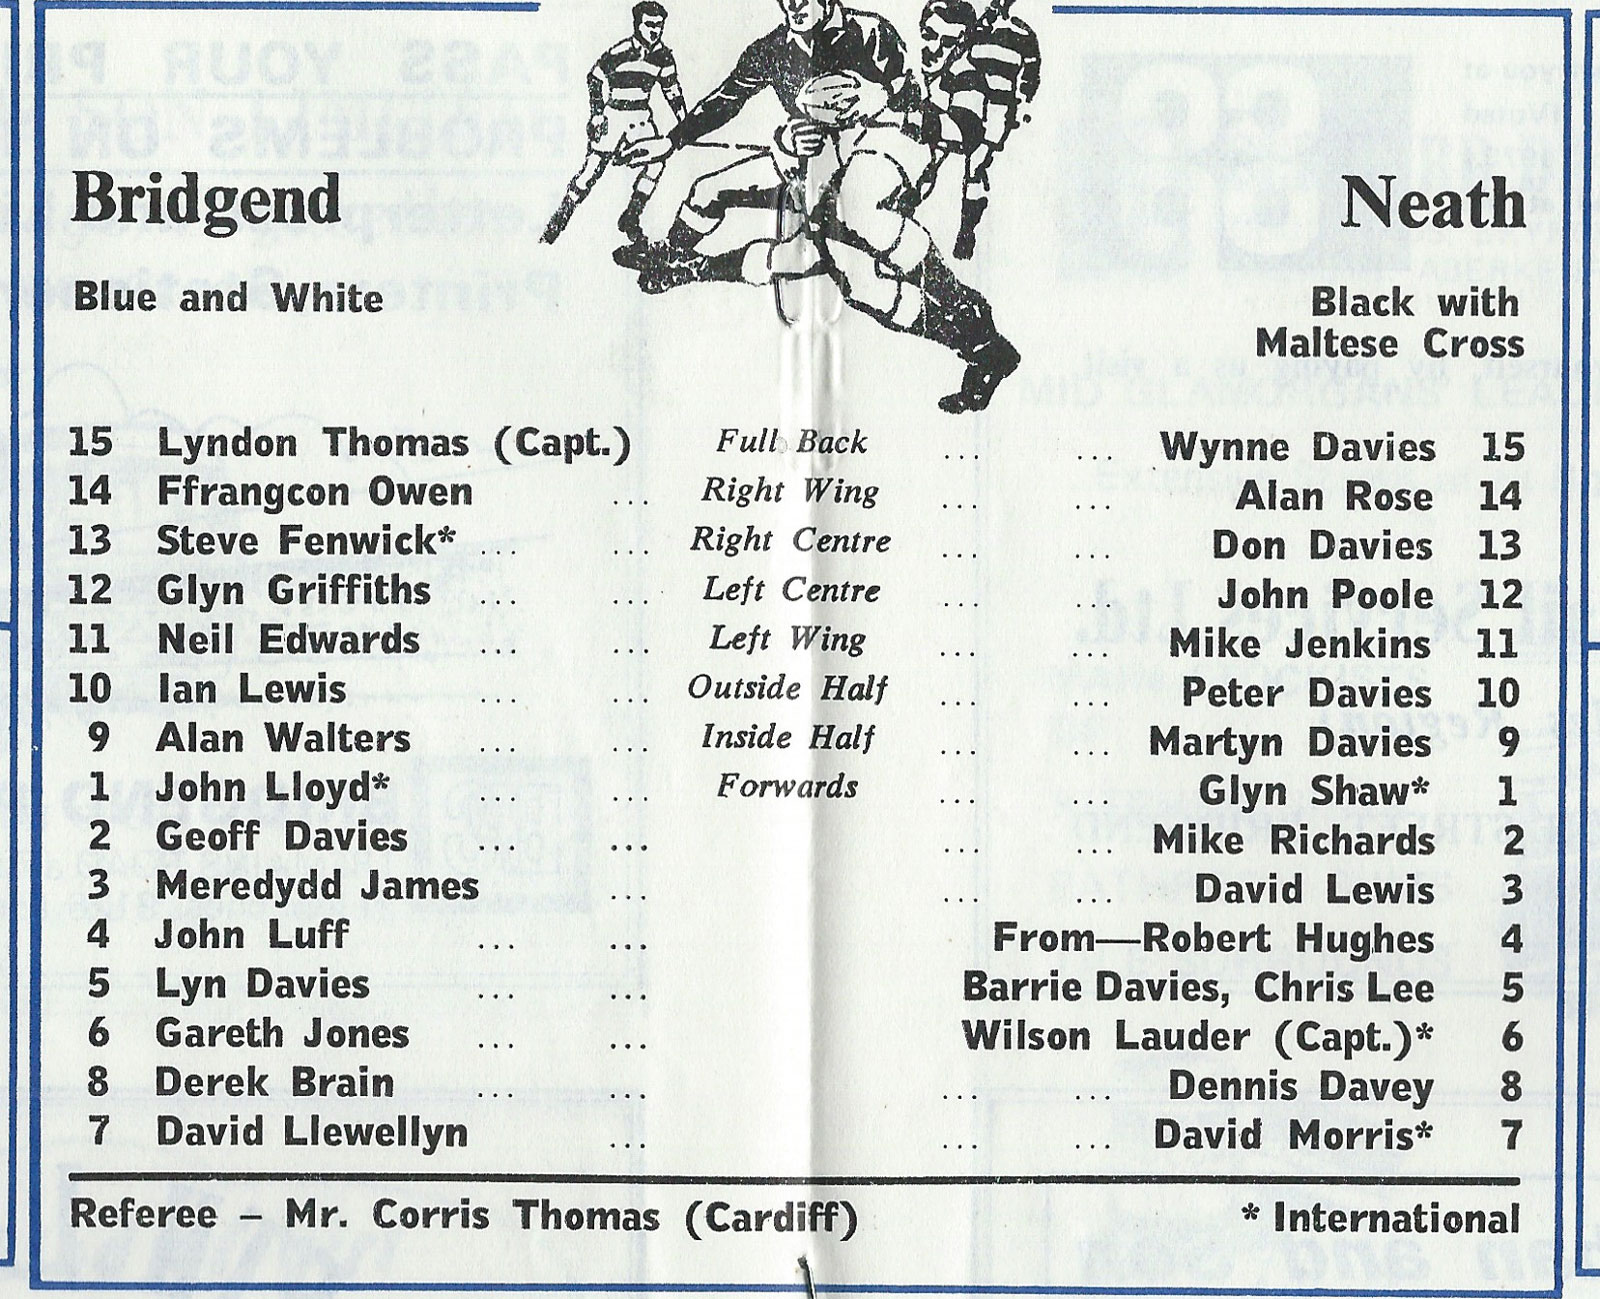 Bridgend
Neath
Blue and White
Black with
Maltese Cross
15 Lyndon Thomas (Capt.) Full Back ... ... Wynne Davies 15
14 Ffrangcon Owen ... Right Wing ... ... Alan Rose 14
13 Steve Fenwick* ... ... Right Centre ... ... Don Davies 13
12 Glyn Griffiths ... ... Left Centre ... ... John Poole 12
11 Neil Edwards ... ... Left Wing ... ... Mike Jenkins 11
10 Ian Lewis ... ... Outside Half ... ... Peter Davies 10
9 Alan Walters ... ... Inside Half ... ... Martyn Davies 9
1 John Lloyd* ... ... Forwards ... ... Glyn Shaw* 1
2 Geoff Davies ... ... ... ... Mike Richards 2
3 Meredydd James ... ... ... David Lewis 3
4 John Luff ... ... From—Robert Hughes 4
5 Lyn Davies ... ... Barrie Davies, Chris Lee 5
6 Gareth Jones ... ... Wilson Lauder (Capt.)* 6
8 Derek Brain ... ... ... ... Dennis Davey 8
7 David Llewellyn ... ... ... David Morris* 7
Referee – Mr. Corris Thomas (Cardiff) * International